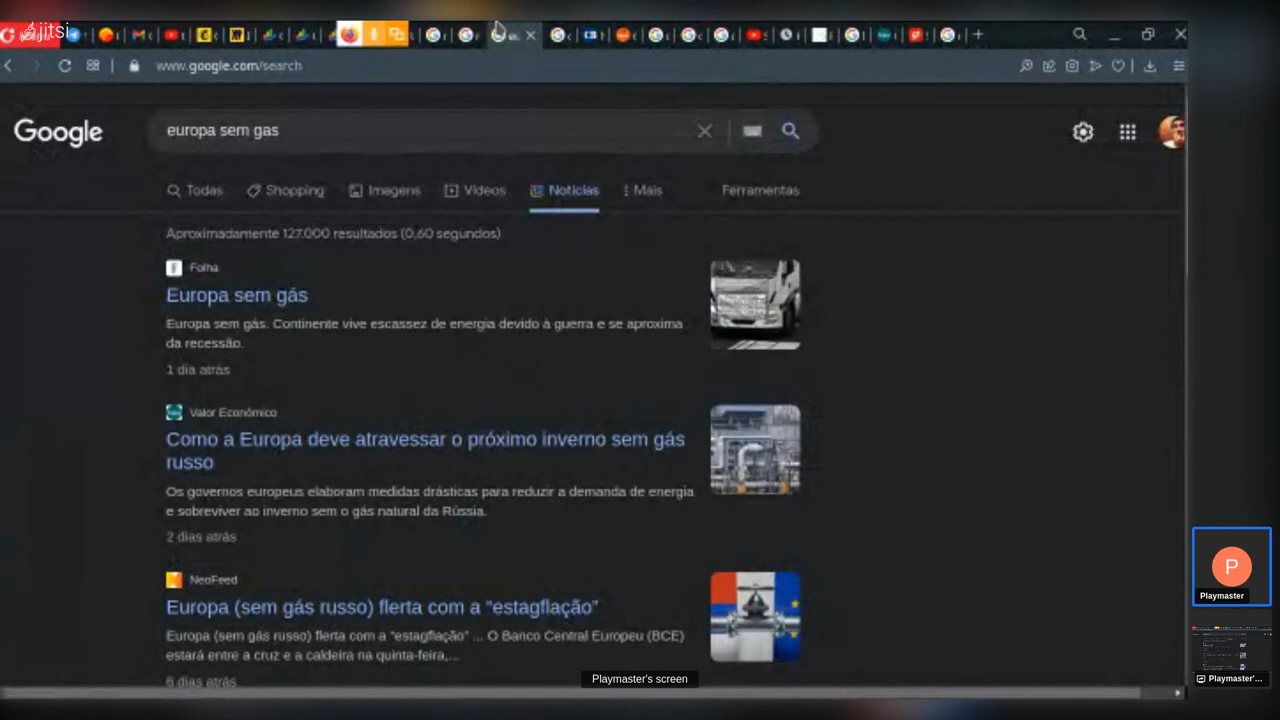 jitsi
www.google.com/search
Google
europa sem gas
Todas
Shopping
Imagens
Vídeos
Notícias
Mais
Ferramentas
Aproximadamente 127.000 resultados (0,60 segundos)
Folha
Europa sem gás
Europa sem gás. Continente vive escassez de energia devido à guerra e se aproxima
da recessão.
1 dia atrás
Valor Econômico
Como a Europa deve atravessar o próximo inverno sem gás
russo
Os governos europeus elaboram medidas drásticas para reduzir a demanda de energia
e sobreviver ao inverno sem o gás natural da Rússia.
2 dias atrás
NeoFeed
Europa (sem gás russo) flerta com a “estagflação”
Europa (sem gás russo) flerta com a “estagflação” ... O Banco Central Europeu (BCE)
estará entre a cruz e a caldeira na quinta-feira,...
6 dias atrás
Playmaster's screen
P
Playmaster
Playmaster'...